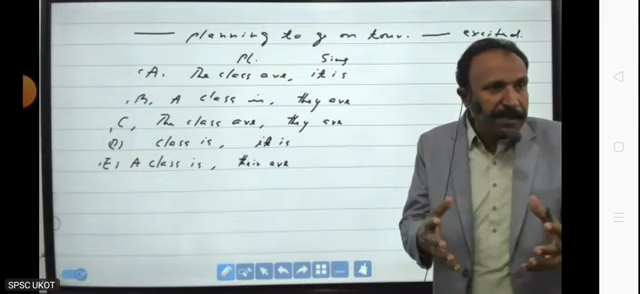 — planning to go on tour. — excited.
Pl. Sing
(A. The class are, it is
(B, A class is, they are
(C, The class are, they are
(D) class is, it is
(E) A class is, their are
SPSC UKOT